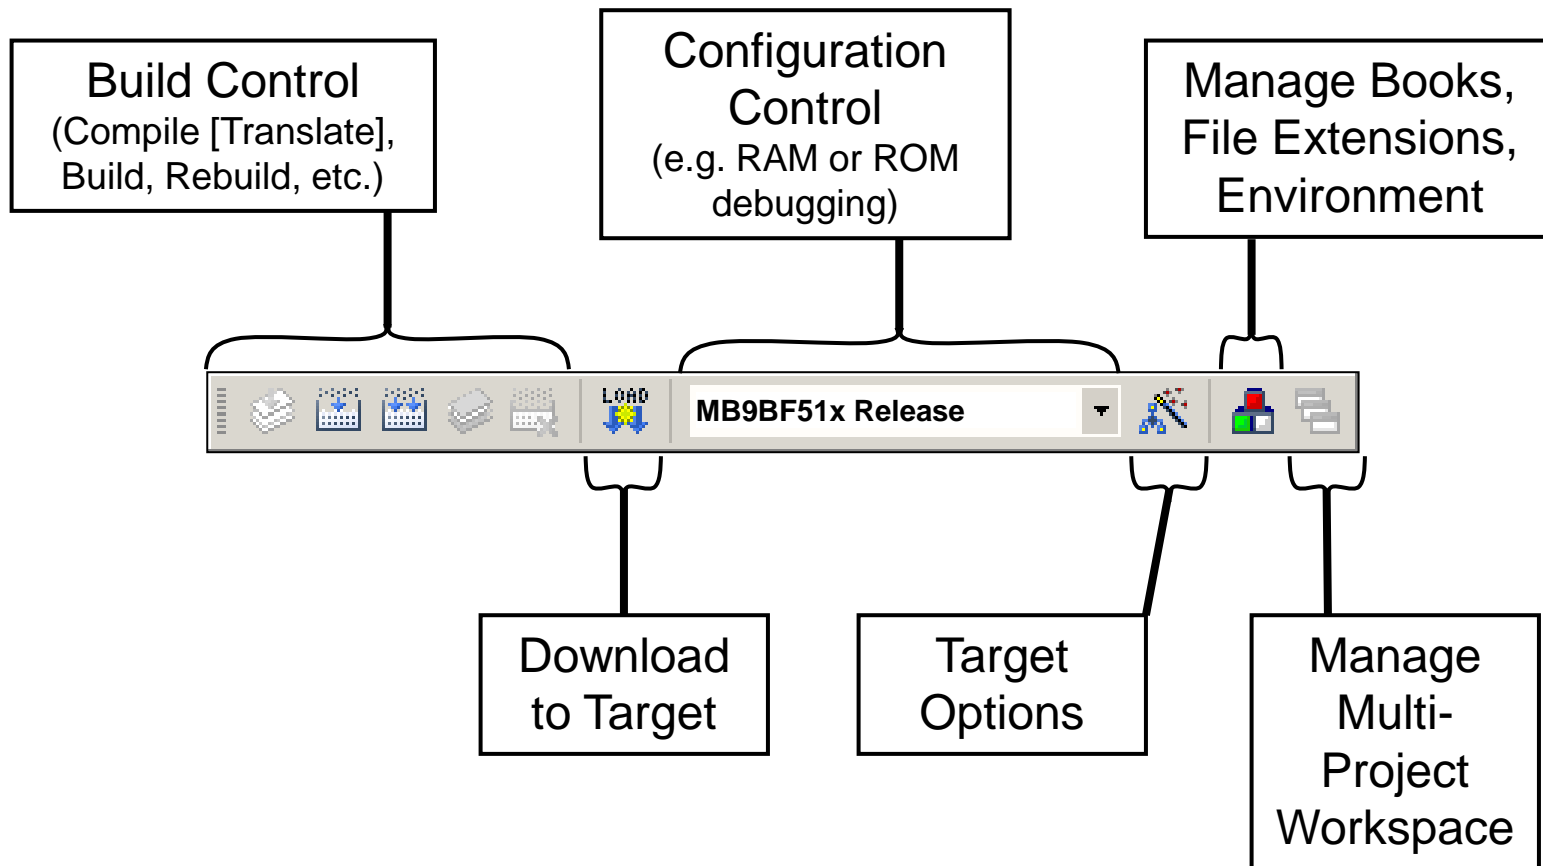 Build Control
(Compile [Translate],
Build, Rebuild, etc.)
Configuration
Control
(e.g. RAM or ROM
debugging)
Manage Books,
File Extensions,
Environment
LOAD
MB9BF51x Release
Download
to Target
Target
Options
Manage
Multi-
Project
Workspace